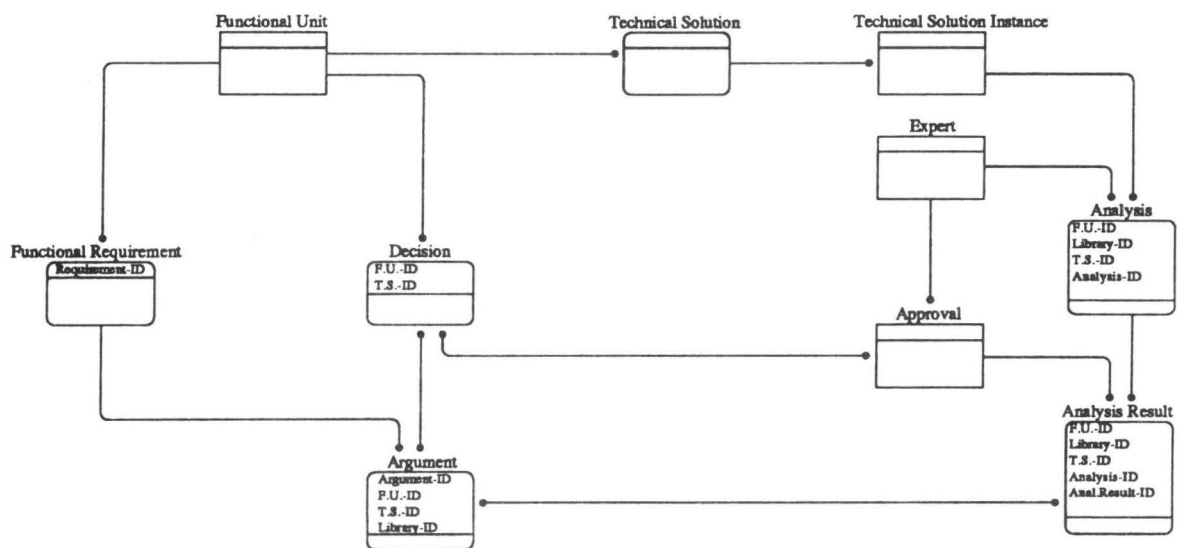 Functional Unit
Technical Solution
Technical Solution Instance
Expert
Analysis
F.U.-ID
Library-ID
T.S.-ID
Analysis-ID
Functional Requirement
Requirement-ID
Decision
F.U.-ID
T.S.-ID
Approval
Analysis Result
F.U.-ID
Library-ID
T.S.-ID
Analysis-ID
Anal.Result-ID
Argument
Argument-ID
F.U.-ID
T.S.-ID
Library-ID